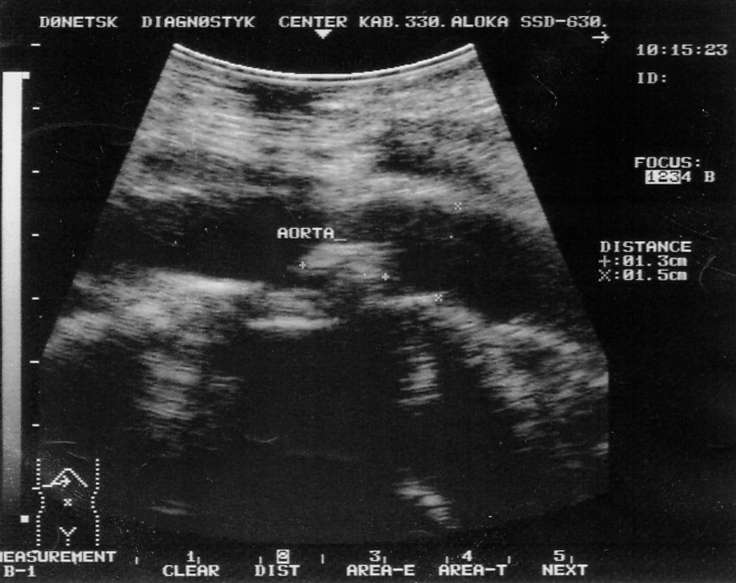 DØNETSK DIAGNØSTYK CENTER KAB.330.ALOKA SSD-630.
10:15:23
ID:
FOCUS:
1234 B
AORTA_
DISTANCE
+:01.3cm
×:01.5cm
MEASUREMENT
B-1
1 2 3 4 5
CLEAR DIST AREA-E AREA-T NEXT